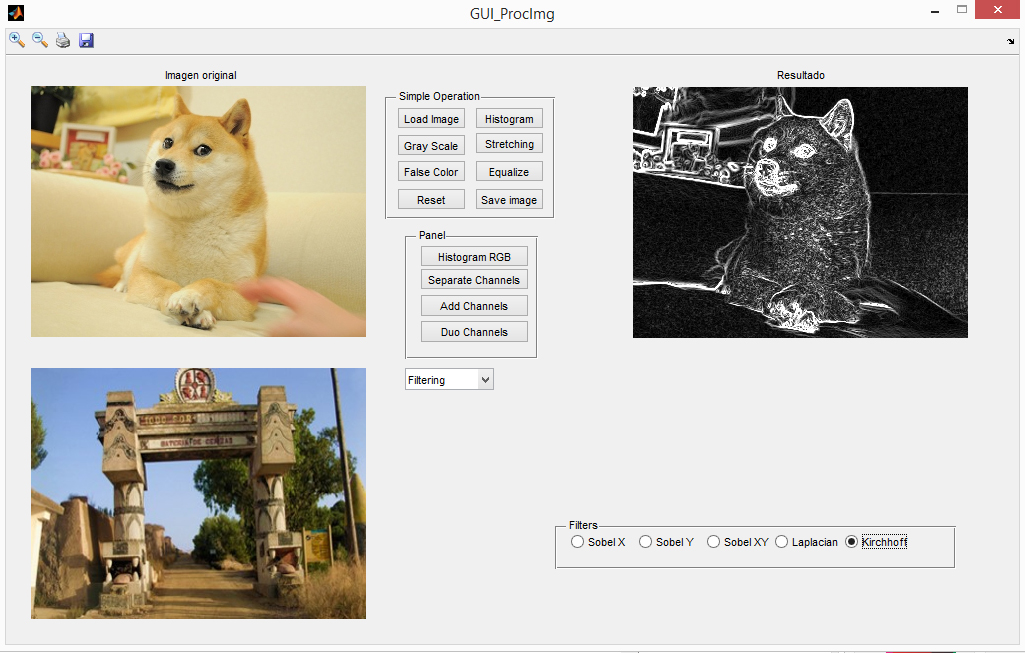 GUI_ProcImg
Imagen original
Resultado
Simple Operation
Load Image
Histogram
Gray Scale
Stretching
False Color
Equalize
Reset
Save image
Panel
Histogram RGB
Separate Channels
Add Channels
Duo Channels
Filtering
Filters
Sobel X
Sobel Y
Sobel XY
Laplacian
Kirchhoff